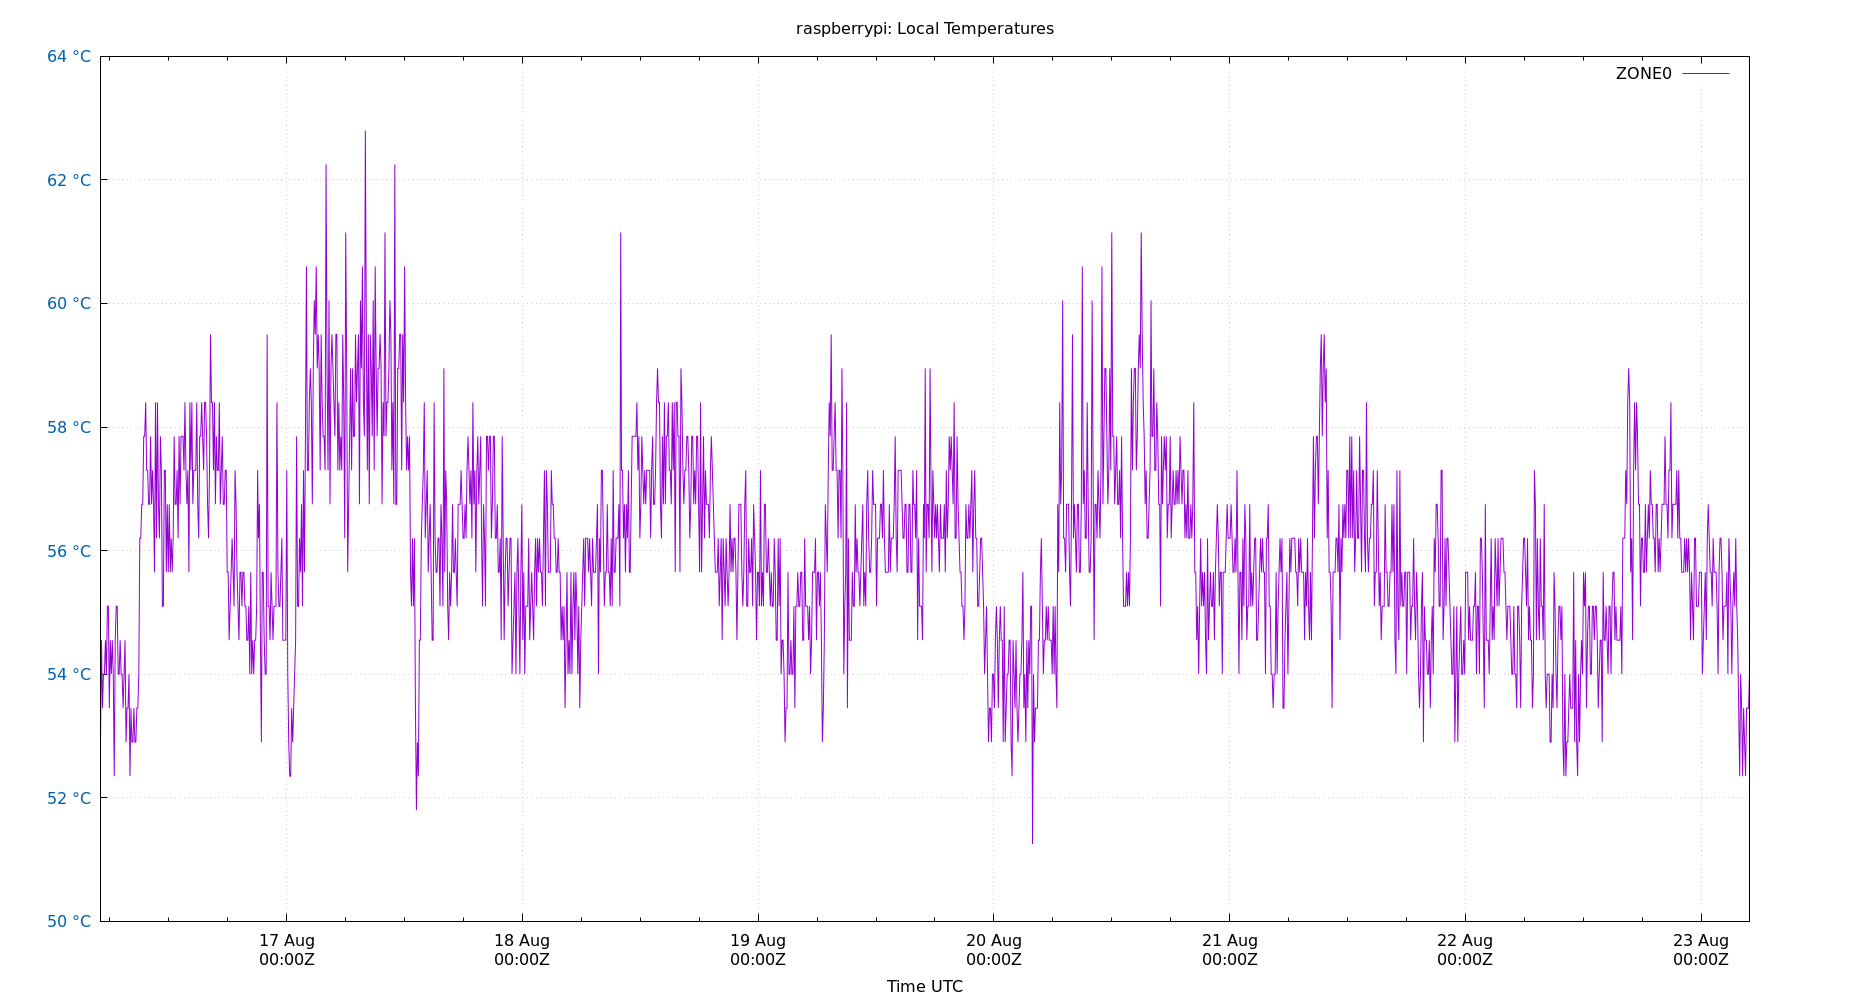 raspberrypi: Local Temperatures
64 °C
ZONE0
62 °C
60 °C
58 °C
56 °C
54 °C
52 °C
50 °C
17 Aug 18 Aug 19 Aug 20 Aug 21 Aug 22 Aug 23 Aug
00:00Z 00:00Z 00:00Z 00:00Z 00:00Z 00:00Z 00:00Z
Time UTC